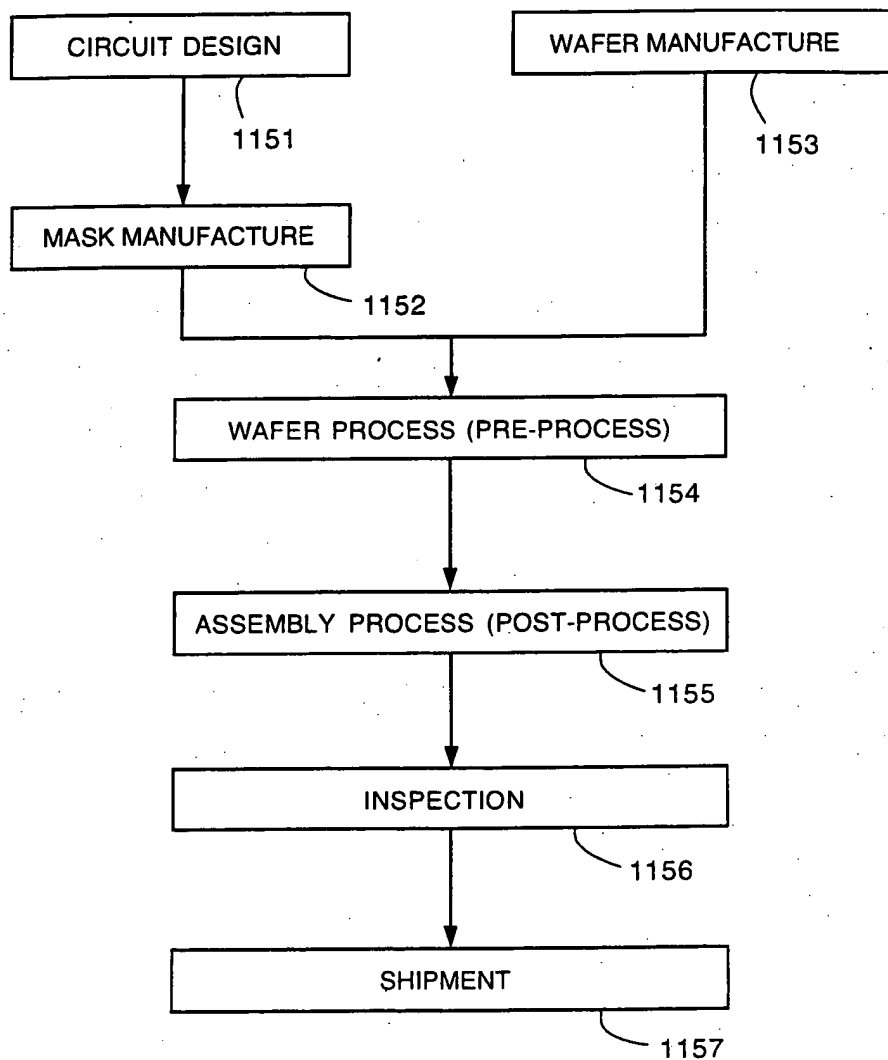 CIRCUIT DESIGN
1151
WAFER MANUFACTURE
1153
MASK MANUFACTURE
1152
WAFER PROCESS (PRE-PROCESS)
1154
ASSEMBLY PROCESS (POST-PROCESS)
1155
INSPECTION
1156
SHIPMENT
1157